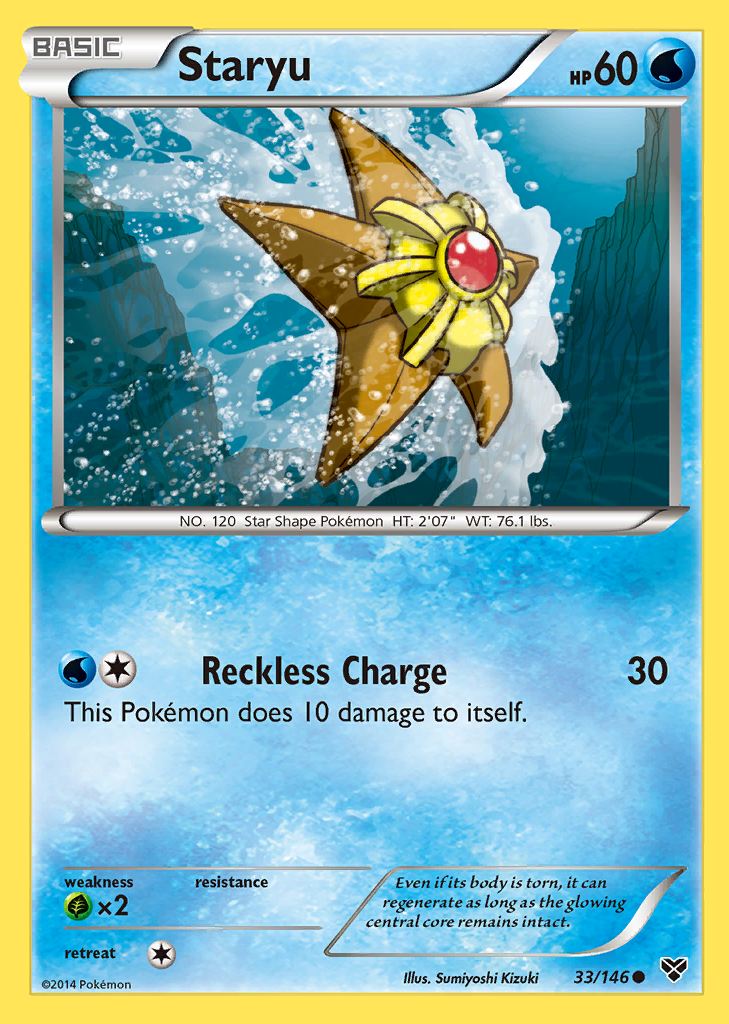 BASIC
Staryu
HP60
NO. 120 Star Shape Pokémon HT: 2'07" WT: 76.1 lbs.
Reckless Charge 30
This Pokémon does 10 damage to itself.
weakness resistance
×2
Even if its body is torn, it can
regenerate as long as the glowing
central core remains intact.
retreat
Illus. Sumiyoshi Kizuki 33/146
©2014 Pokémon